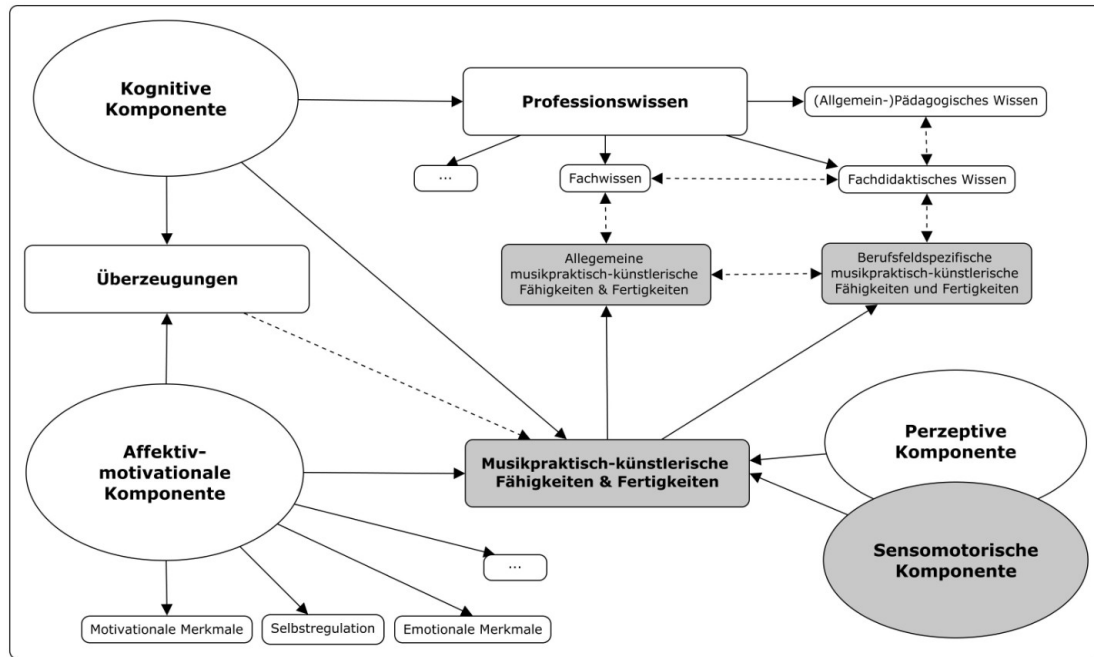 Kognitive
Komponente
Professionswissen
(Allgemein-)Pädagogisches Wissen
...
Fachwissen
Fachdidaktisches Wissen
Überzeugungen
Allegemeine
musikpraktisch-künstlerische
Fähigkeiten & Fertigkeiten
Berufsfeldspezifische
musikpraktisch-künstlerische
Fähigkeiten und Fertigkeiten
Affektiv-
motivationale
Komponente
Musikpraktisch-künstlerische
Fähigkeiten & Fertigkeiten
Perzeptive
Komponente
Sensomotorische
Komponente
...
Motivationale Merkmale
Selbstregulation
Emotionale Merkmale